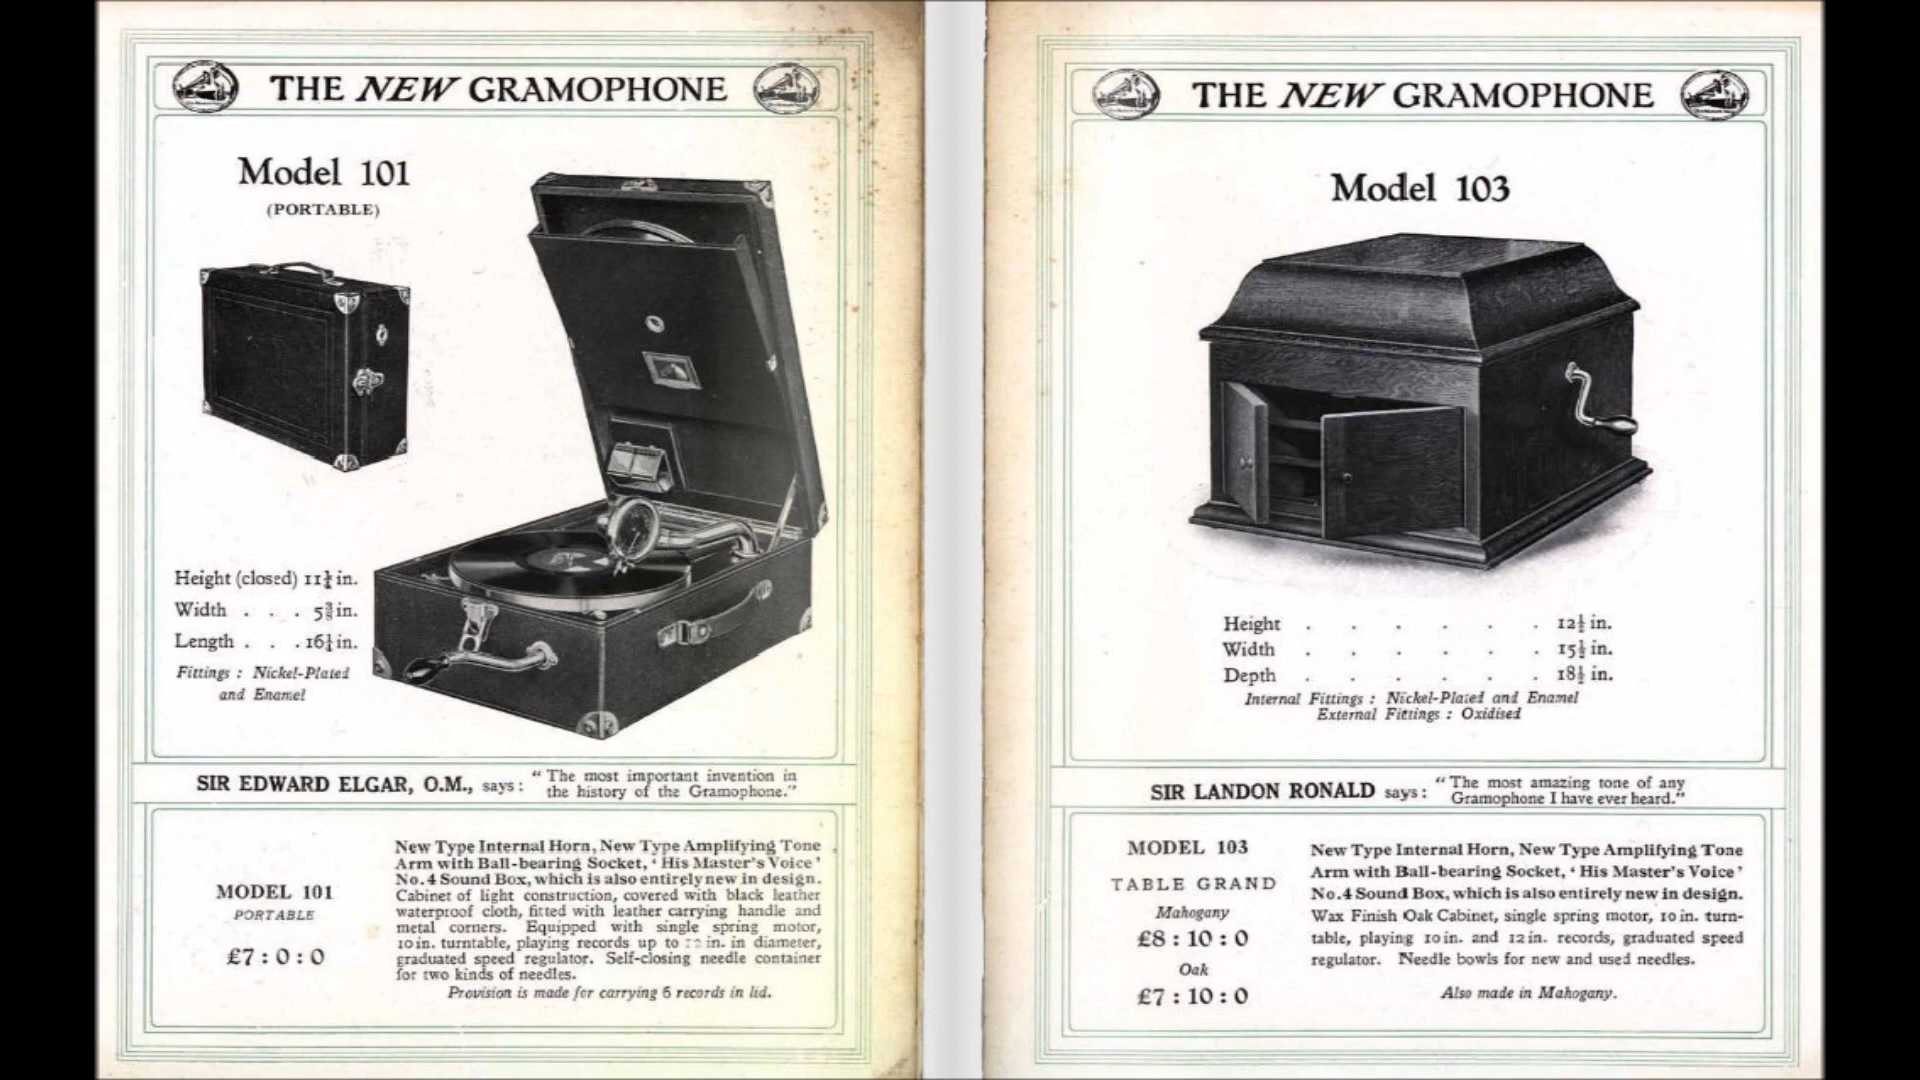 THE NEW GRAMOPHONE
Model 101
(PORTABLE)
Height (closed) 11¾ in.
Width . . . 5⅝ in.
Length . . . 16¼ in.
Fittings : Nickel-Plated
and Enamel
SIR EDWARD ELGAR, O.M., says: "The most important invention in
the history of the Gramophone."
MODEL 101
PORTABLE
£7 : 0 : 0
New Type Internal Horn, New Type Amplifying Tone
Arm with Ball-bearing Socket, ' His Master's Voice '
No. 4 Sound Box, which is also entirely new in design.
Cabinet of light construction, covered with black leather
waterproof cloth, fitted with leather carrying handle and
metal corners. Equipped with single spring motor,
10 in. turntable, playing records up to in. in diameter,
graduated speed regulator. Self-closing needle container
for two kinds of needles.
Provision is made for carrying 6 records in lid.
THE NEW GRAMOPHONE
Model 103
Height . . . . . . 12½ in.
Width . . . . . . 15½ in.
Depth . . . . . . 18½ in.
Internal Fittings : Nickel-Plated and Enamel
External Fittings : Oxidised
SIR LANDON RONALD says: "The most amazing tone of any
Gramophone I have ever heard."
MODEL 103
TABLE GRAND
Mahogany
£8 : 10 : 0
Oak
£7 : 10 : 0
New Type Internal Horn, New Type Amplifying Tone
Arm with Ball-bearing Socket, ' His Master's Voice '
No. 4 Sound Box, which is also entirely new in design.
Wax Finish Oak Cabinet, single spring motor, 10 in. turn-
table, playing 10 in. and 12 in. records, graduated speed
regulator. Needle bowls for new and used needles.
Also made in Mahogany.